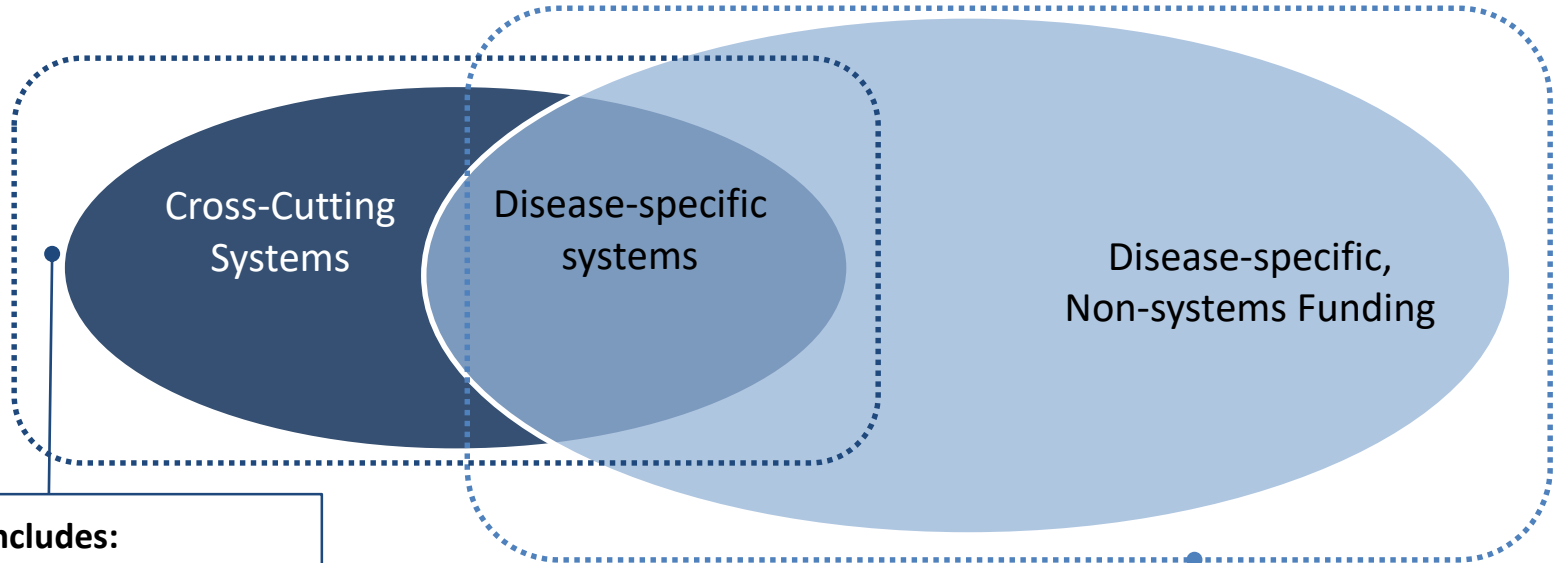 Cross-Cutting
Systems
Disease-specific
systems
Disease-specific,
Non-systems Funding
ncludes: